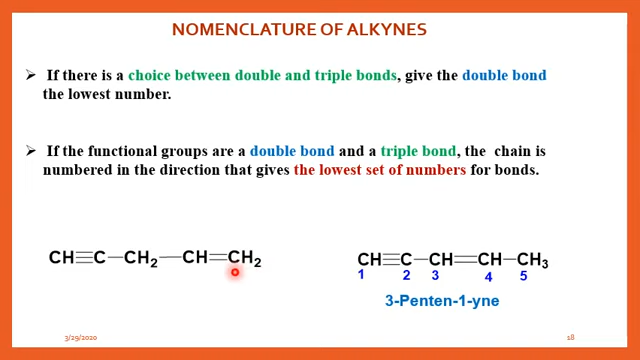 NOMENCLATURE OF ALKYNES
➢ If there is a choice between double and triple bonds, give the double bond
the lowest number.
➢ If the functional groups are a double bond and a triple bond, the chain is
numbered in the direction that gives the lowest set of numbers for bonds.
CH≡C—CH₂—CH=CH₂
CH≡C—CH=CH—CH₃
1 2 3 4 5
3-Penten-1-yne
3/29/2020
18